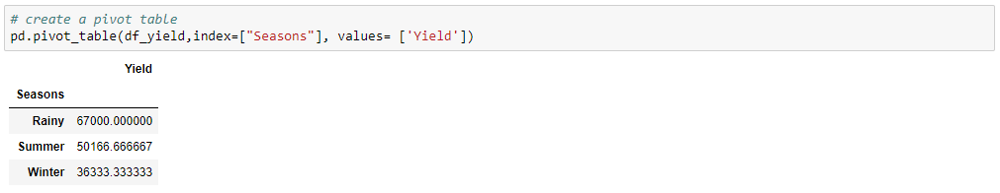 # create a pivot table
pd.pivot_table(df_yield,index=["Seasons"], values= ['Yield'])
Yield
Seasons
Rainy 67000.000000
Summer 50166.666667
Winter 36333.333333